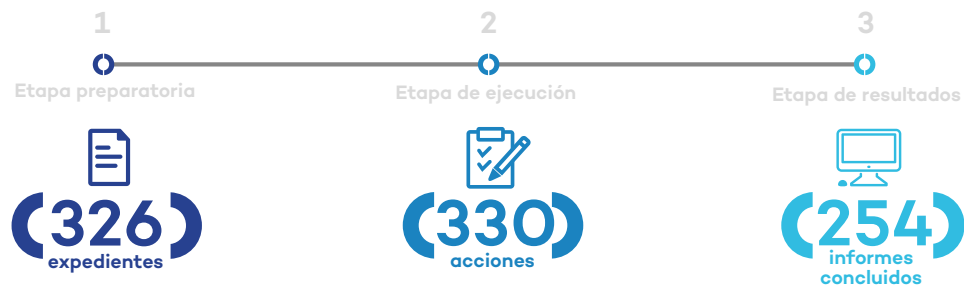 1
Etapa preparatoria
326
expedientes
2
Etapa de ejecución
330
acciones
3
Etapa de resultados
254
informes
concluidos